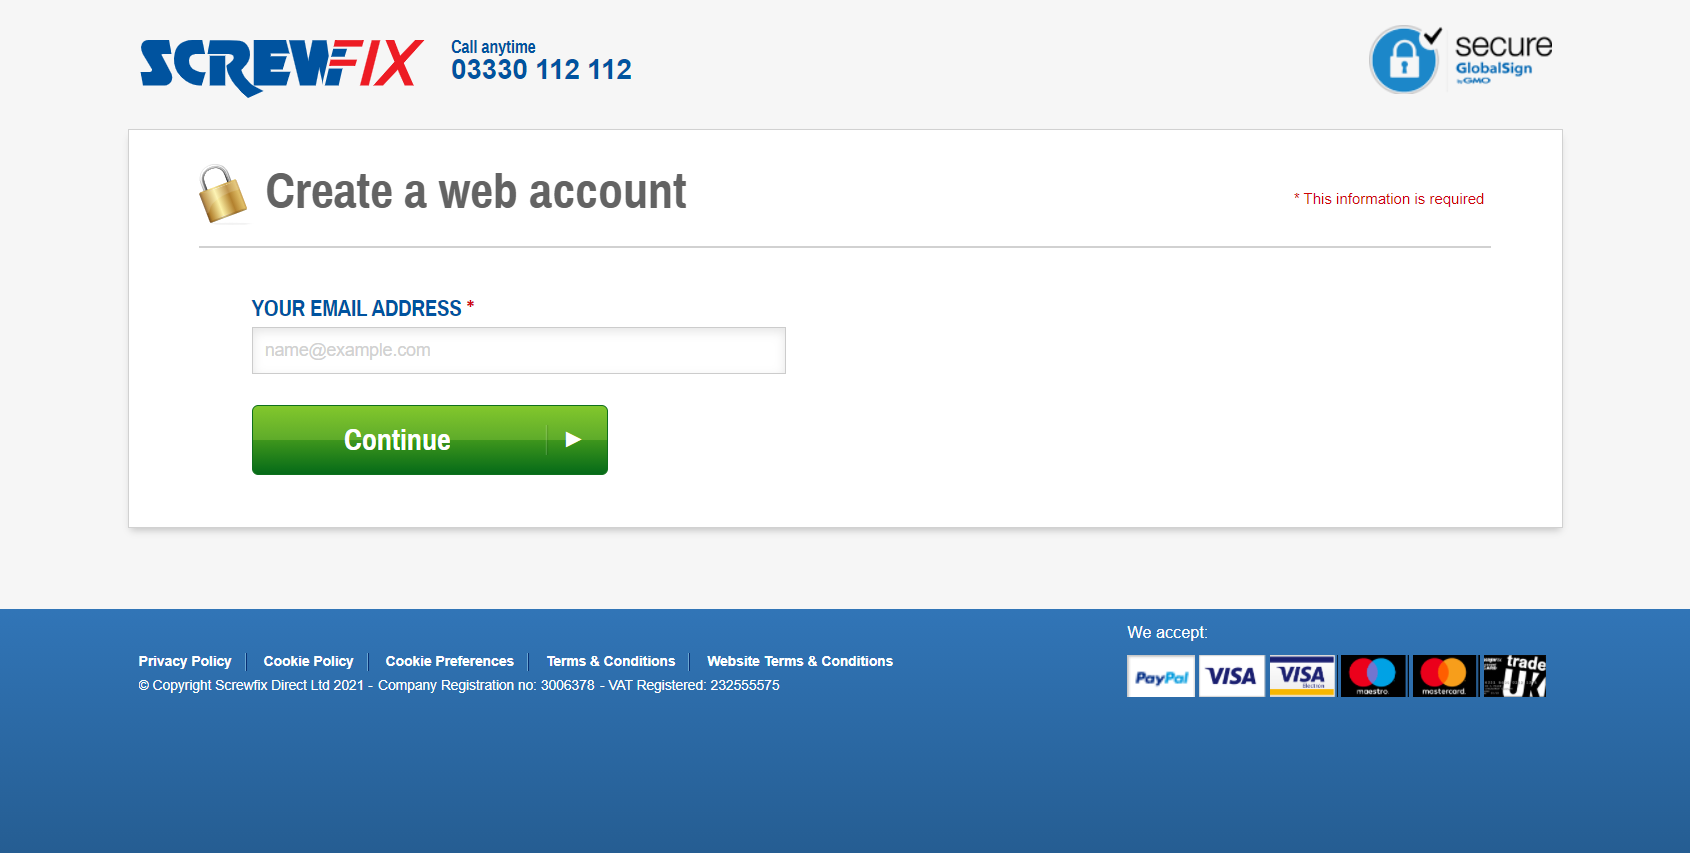 SCREWFIX
Call anytime
03330 112 112
secure
GlobalSign
by GMO
Create a web account
* This information is required
YOUR EMAIL ADDRESS *
name@example.com
Continue
We accept:
Privacy Policy
Cookie Policy
Cookie Preferences
Terms & Conditions
Website Terms & Conditions
© Copyright Screwfix Direct Ltd 2021 - Company Registration no: 3006378 - VAT Registered: 232555575
PayPal
VISA
VISA
Electron
maestro
mastercard
trade
UK